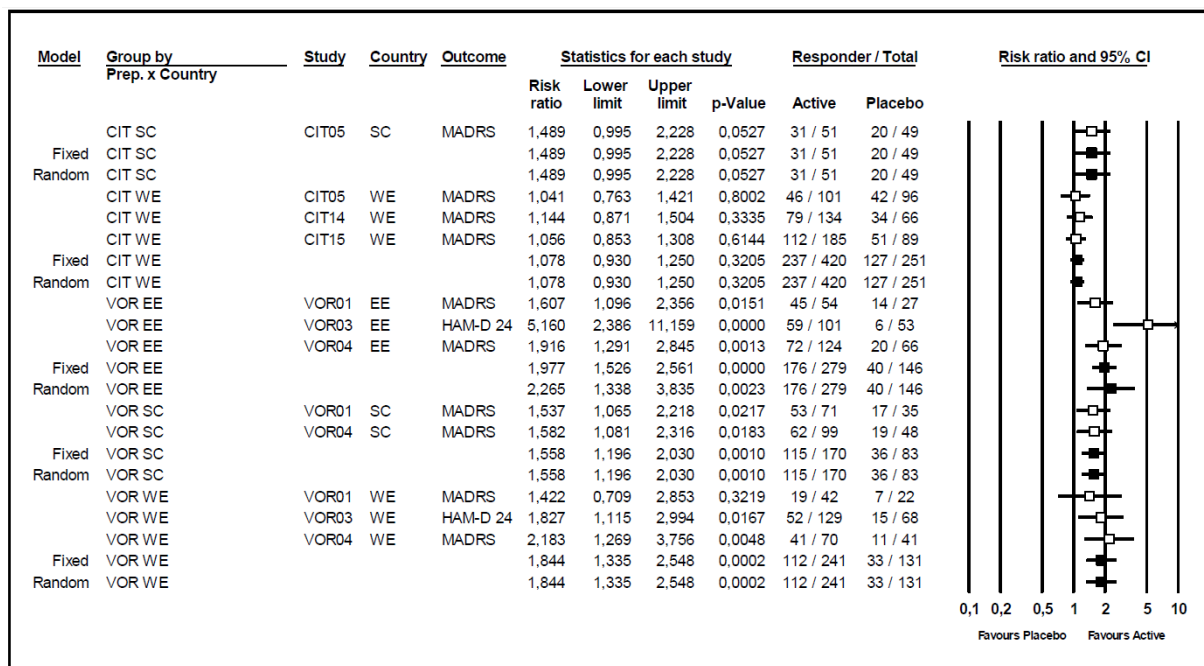 Model Group by Study Country Outcome Statistics for each study Responder / Total Risk ratio and 95% CI
Prep. x Country
Risk Lower Upper
ratio limit limit p-Value Active Placebo
CIT SC CIT05 SC MADRS 1,489 0,995 2,228 0,0527 31 / 51 20 / 49
Fixed CIT SC 1,489 0,995 2,228 0,0527 31 / 51 20 / 49
Random CIT SC 1,489 0,995 2,228 0,0527 31 / 51 20 / 49
CIT WE CIT05 WE MADRS 1,041 0,763 1,421 0,8002 46 / 101 42 / 96
CIT WE CIT14 WE MADRS 1,144 0,871 1,504 0,3335 79 / 134 34 / 66
CIT WE CIT15 WE MADRS 1,056 0,853 1,308 0,6144 112 / 185 51 / 89
Fixed CIT WE 1,078 0,930 1,250 0,3205 237 / 420 127 / 251
Random CIT WE 1,078 0,930 1,250 0,3205 237 / 420 127 / 251
VOR EE VOR01 EE MADRS 1,607 1,096 2,356 0,0151 45 / 54 14 / 27
VOR EE VOR03 EE HAM-D 24 5,160 2,386 11,159 0,0000 59 / 101 6 / 53
VOR EE VOR04 EE MADRS 1,916 1,291 2,845 0,0013 72 / 124 20 / 66
Fixed VOR EE 1,977 1,526 2,561 0,0000 176 / 279 40 / 146
Random VOR EE 2,265 1,338 3,835 0,0023 176 / 279 40 / 146
VOR SC VOR01 SC MADRS 1,537 1,065 2,218 0,0217 53 / 71 17 / 35
VOR SC VOR04 SC MADRS 1,582 1,081 2,316 0,0183 62 / 99 19 / 48
Fixed VOR SC 1,558 1,196 2,030 0,0010 115 / 170 36 / 83
Random VOR SC 1,558 1,196 2,030 0,0010 115 / 170 36 / 83
VOR WE VOR01 WE MADRS 1,422 0,709 2,853 0,3219 19 / 42 7 / 22
VOR WE VOR03 WE HAM-D 24 1,827 1,115 2,994 0,0167 52 / 129 15 / 68
VOR WE VOR04 WE MADRS 2,183 1,269 3,756 0,0048 41 / 70 11 / 41
Fixed VOR WE 1,844 1,335 2,548 0,0002 112 / 241 33 / 131
Random VOR WE 1,844 1,335 2,548 0,0002 112 / 241 33 / 131
0,1 0,2 0,5 1 2 5 10
Favours Placebo Favours Active